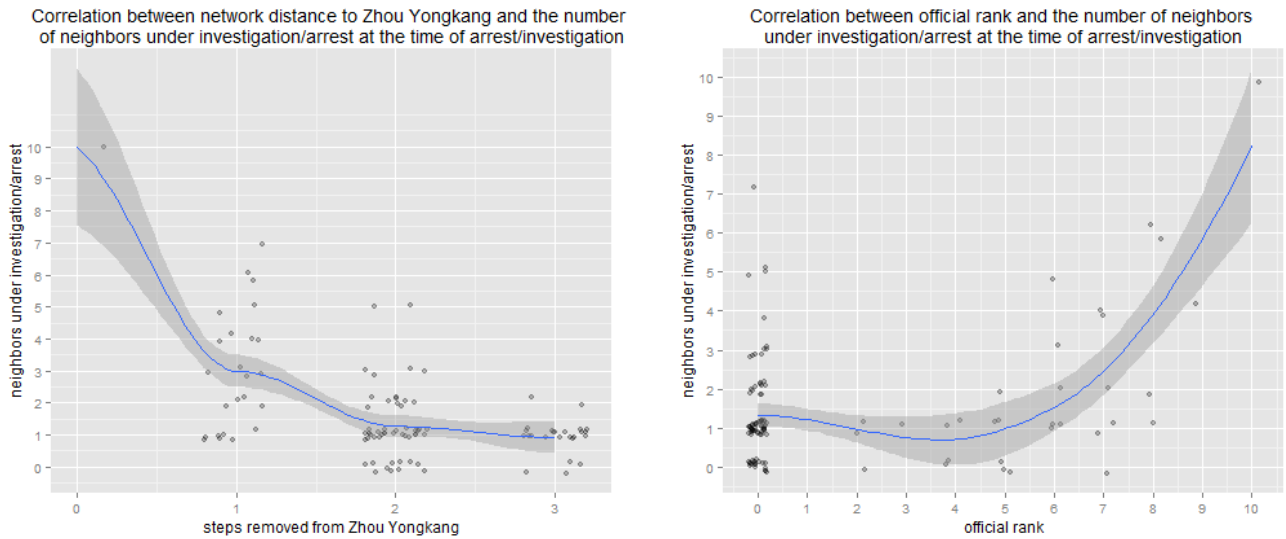 Correlation between network distance to Zhou Yongkang and the number
of neighbors under investigation/arrest at the time of arrest/investigation
neighbors under investigation/arrest
10
9
8
7
6
5
4
3
2
1
0
0 1 2 3
steps removed from Zhou Yongkang
Correlation between official rank and the number of neighbors
under investigation/arrest at the time of arrest/investigation
neighbors under investigation/arrest
10
9
8
7
6
5
4
3
2
1
0
0 1 2 3 4 5 6 7 8 9 10
official rank